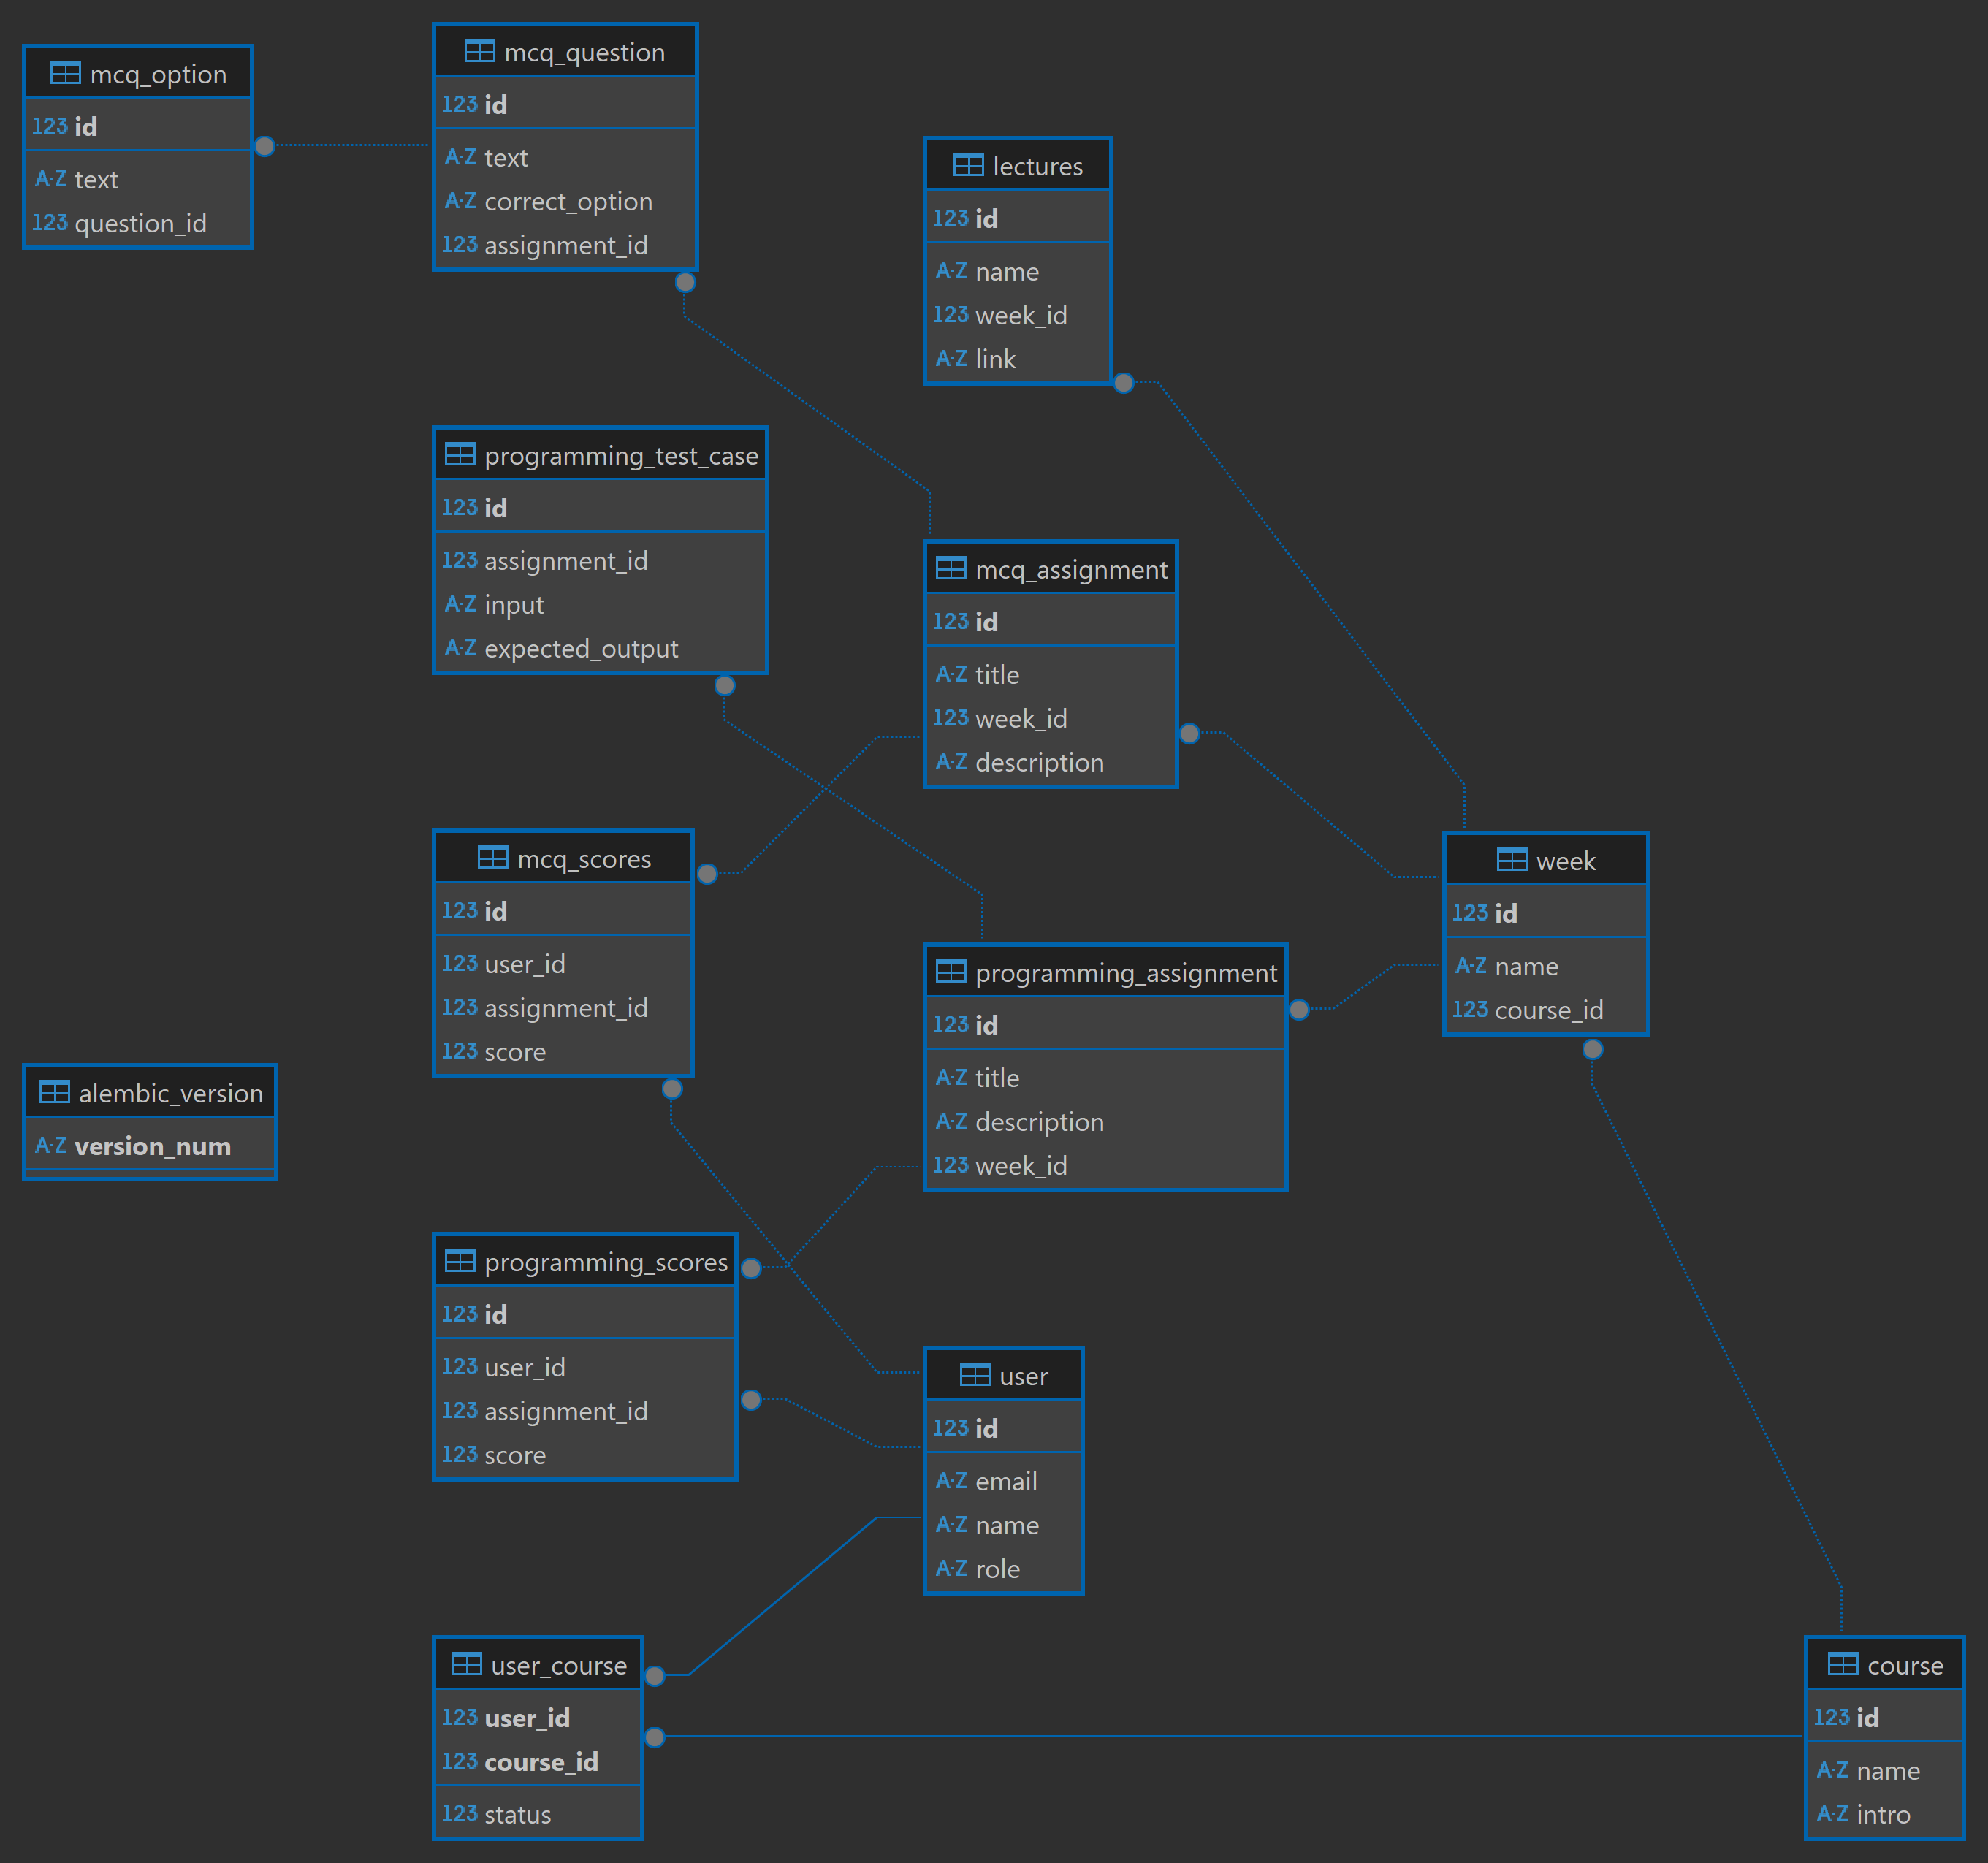 mcq_option
123 id
A-Z text
123 question_id
mcq_question
123 id
A-Z text
A-Z correct_option
123 assignment_id
lectures
123 id
A-Z name
123 week_id
A-Z link
programming_test_case
123 id
123 assignment_id
A-Z input
A-Z expected_output
mcq_assignment
123 id
A-Z title
123 week_id
A-Z description
mcq_scores
123 id
123 user_id
123 assignment_id
123 score
week
123 id
A-Z name
123 course_id
programming_assignment
123 id
A-Z title
A-Z description
123 week_id
alembic_version
A-Z version_num
programming_scores
123 id
123 user_id
123 assignment_id
123 score
user
123 id
A-Z email
A-Z name
A-Z role
user_course
123 user_id
123 course_id
123 status
course
123 id
A-Z name
A-Z intro